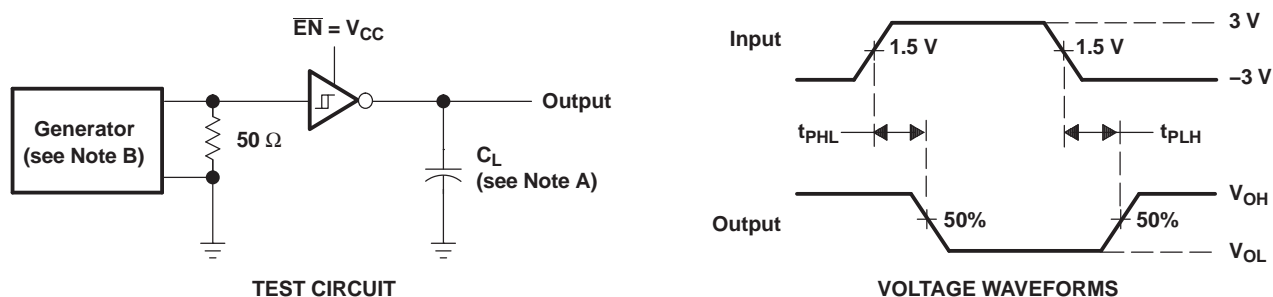 EN = VCC
Generator
(see Note B)
50 Ω
CL
(see Note A)
Output
TEST CIRCUIT
Input
3 V
1.5 V
1.5 V
–3 V
tPHL
tPLH
Output
50%
50%
VOH
VOL
VOLTAGE WAVEFORMS